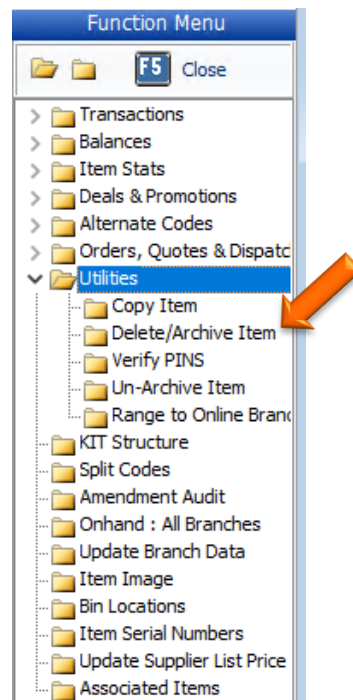 Function Menu
F5 Close
Transactions
Balances
Item Stats
Deals & Promotions
Alternate Codes
Orders, Quotes & Dispatc
Utilities
Copy Item
Delete/Archive Item
Verify PINS
Un-Archive Item
Range to Online Branc
KIT Structure
Split Codes
Amendment Audit
Onhand : All Branches
Update Branch Data
Item Image
Bin Locations
Item Serial Numbers
Update Supplier List Price
Associated Items